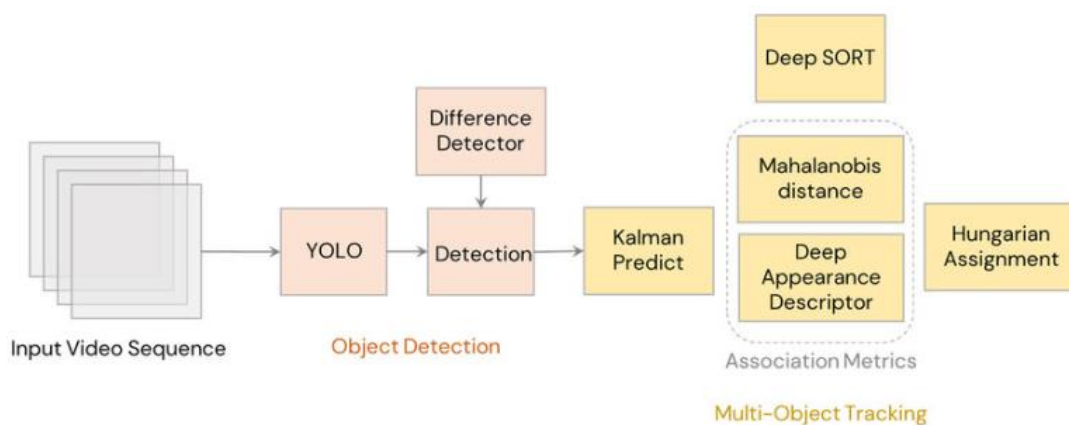 Deep SORT
Difference
Detector
Mahalanobis
distance
YOLO
Detection
Kalman
Predict
Deep
Appearance
Descriptor
Hungarian
Assignment
Input Video Sequence
Object Detection
Association Metrics
Multi-Object Tracking